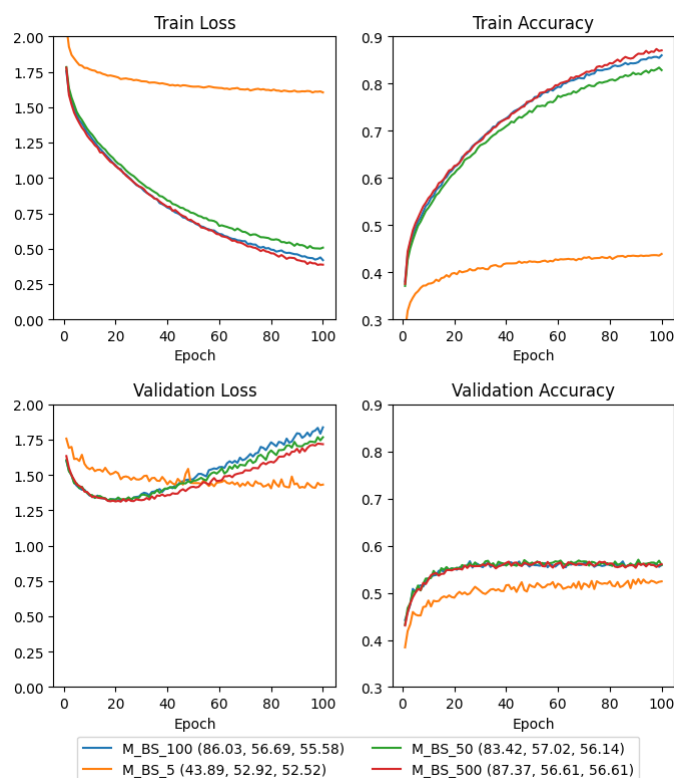 Train Loss
Train Accuracy
2.00
1.75
1.50
1.25
1.00
0.75
0.50
0.25
0.00
0 20 40 60 80 100
Epoch
0.9
0.8
0.7
0.6
0.5
0.4
0.3
0 20 40 60 80 100
Epoch
Validation Loss
Validation Accuracy
2.00
1.75
1.50
1.25
1.00
0.75
0.50
0.25
0.00
0 20 40 60 80 100
Epoch
0.9
0.8
0.7
0.6
0.5
0.4
0.3
0 20 40 60 80 100
Epoch
M_BS_100 (86.03, 56.69, 55.58)
M_BS_5 (43.89, 52.92, 52.52)
M_BS_50 (83.42, 57.02, 56.14)
M_BS_500 (87.37, 56.61, 56.61)